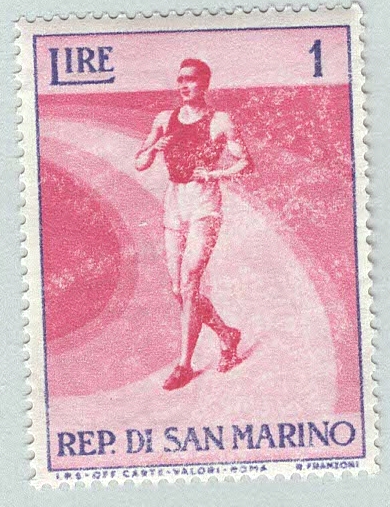 LIRE 1
REP. DI SAN MARINO
I.P.S-OFF. CARTE-VALORI-ROMA R. FRANZONI